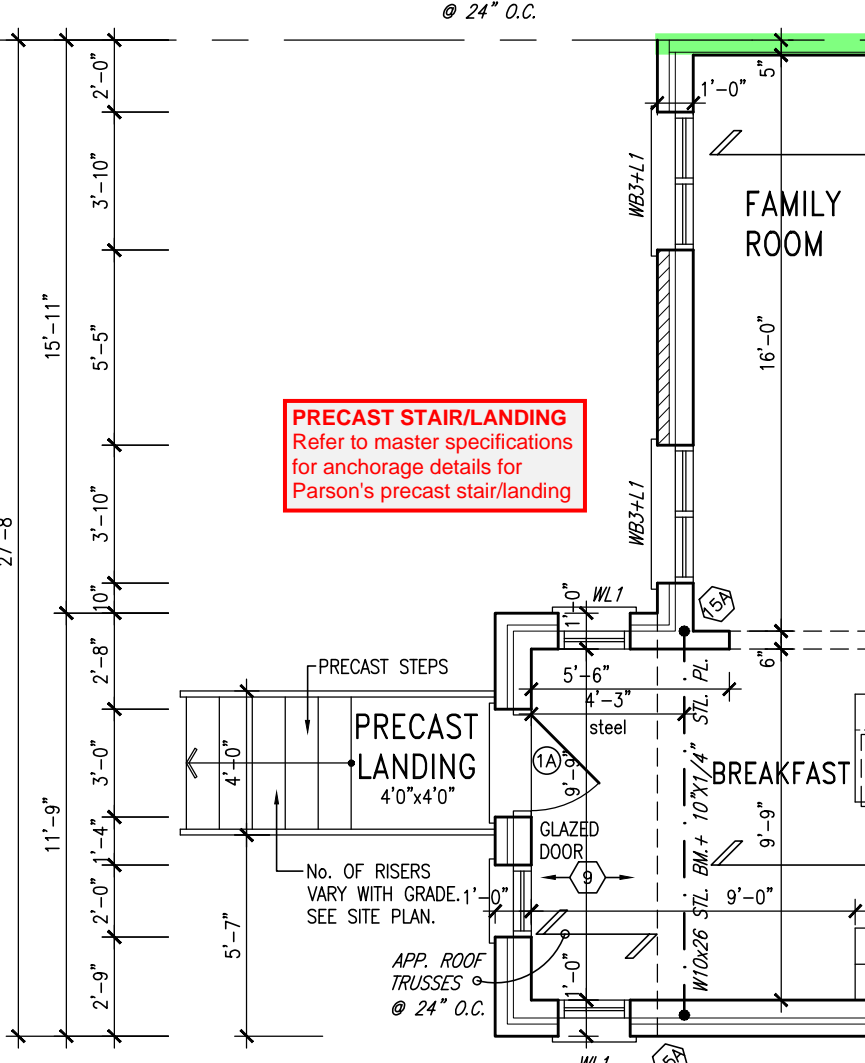 @ 24" O.C.
2'-0"
5"
1'-0"
3'-10"
WB3+L1
FAMILY
ROOM
15'-11"
5'-5"
16'-0"
PRECAST STAIR/LANDING
Refer to master specifications
for anchorage details for
Parson's precast stair/landing
27'-8
3'-10"
WB3+L1
10"
1'-0"
WL1
15A
2'-8"
PRECAST STEPS
5'-6"
6"
4'-3"
steel
3'-0"
4'-0"
PRECAST
LANDING
4'0"x4'0"
1A
9'-9"
BREAKFAST
W10x26 STL. BM.+ 10"X1/4" STL. PL.
11'-9"
1'-4"
GLAZED
DOOR
9'-9"
No. OF RISERS
VARY WITH GRADE.
SEE SITE PLAN.
9
2'-0"
1'-0"
9'-0"
5'-7"
APP. ROOF
TRUSSES
@ 24" O.C.
2'-9"
1'-0"
WL1
5A